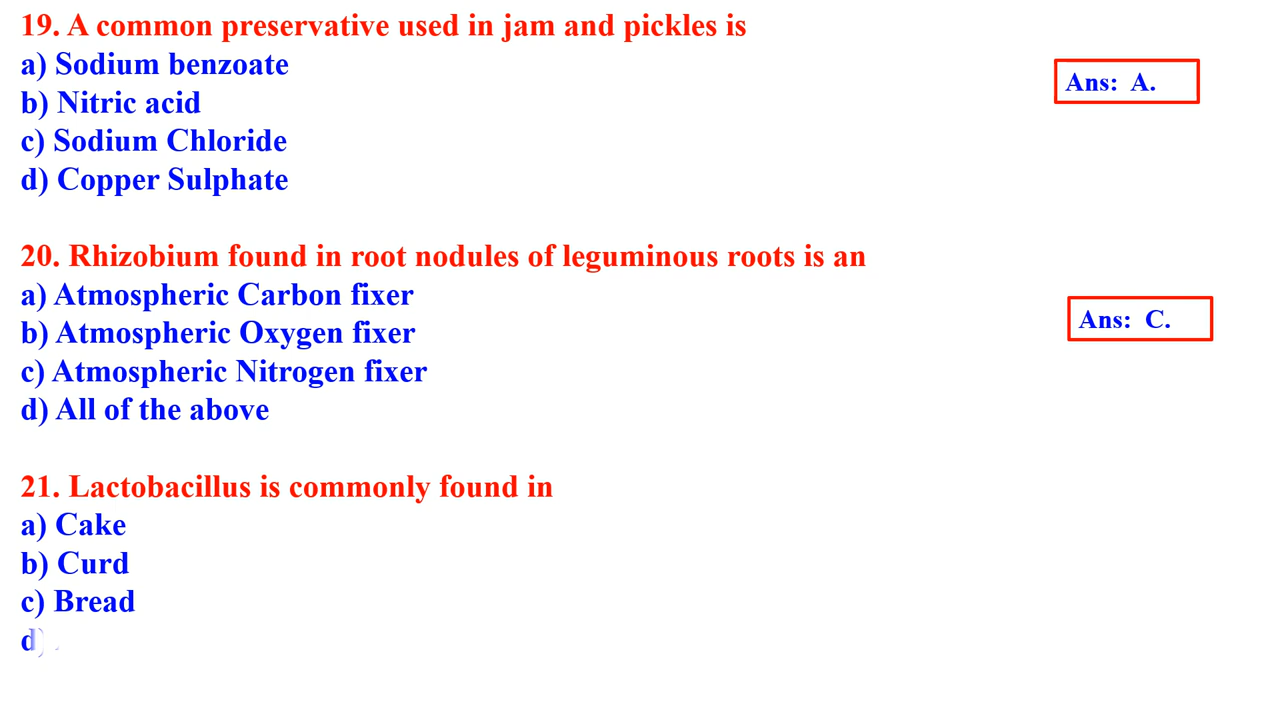 19. A common preservative used in jam and pickles is
a) Sodium benzoate
Ans: A.
b) Nitric acid
c) Sodium Chloride
d) Copper Sulphate
20. Rhizobium found in root nodules of leguminous roots is an
a) Atmospheric Carbon fixer
Ans: C.
b) Atmospheric Oxygen fixer
c) Atmospheric Nitrogen fixer
d) All of the above
21. Lactobacillus is commonly found in
a) Cake
b) Curd
c) Bread
d)